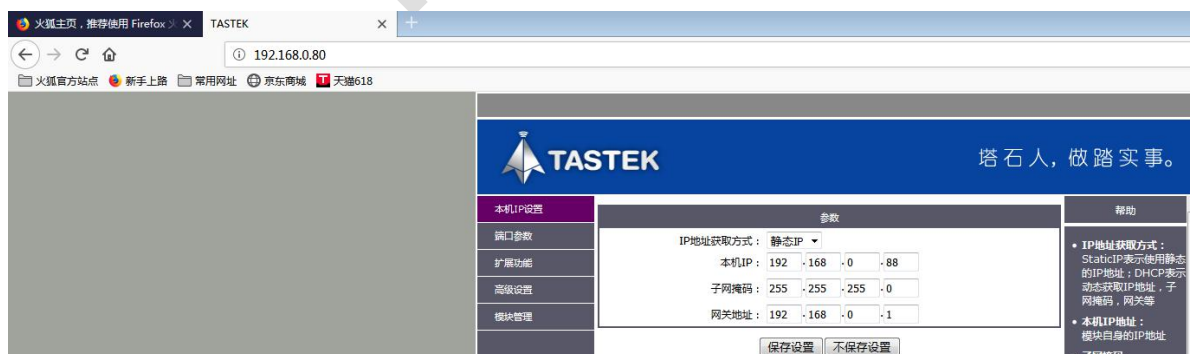 火狐主页，推荐使用 Firefox
TASTEK
192.168.0.80
火狐官方站点 新手上路 常用网址 京东商城 天猫618
TASTEK
塔石人，做踏实事。
本机IP设置
端口参数
扩展功能
高级设置
模块管理
参数
IP地址获取方式： 静态IP
本机IP： 192 .168 .0 .88
子网掩码： 255 .255 .255 .0
网关地址： 192 .168 .0 .1
保存设置 不保存设置
帮助
• IP地址获取方式：
StaticIP表示使用静态
的IP地址；DHCP表示
动态获取IP地址，子
网掩码，网关等
• 本机IP地址：
模块自身的IP地址